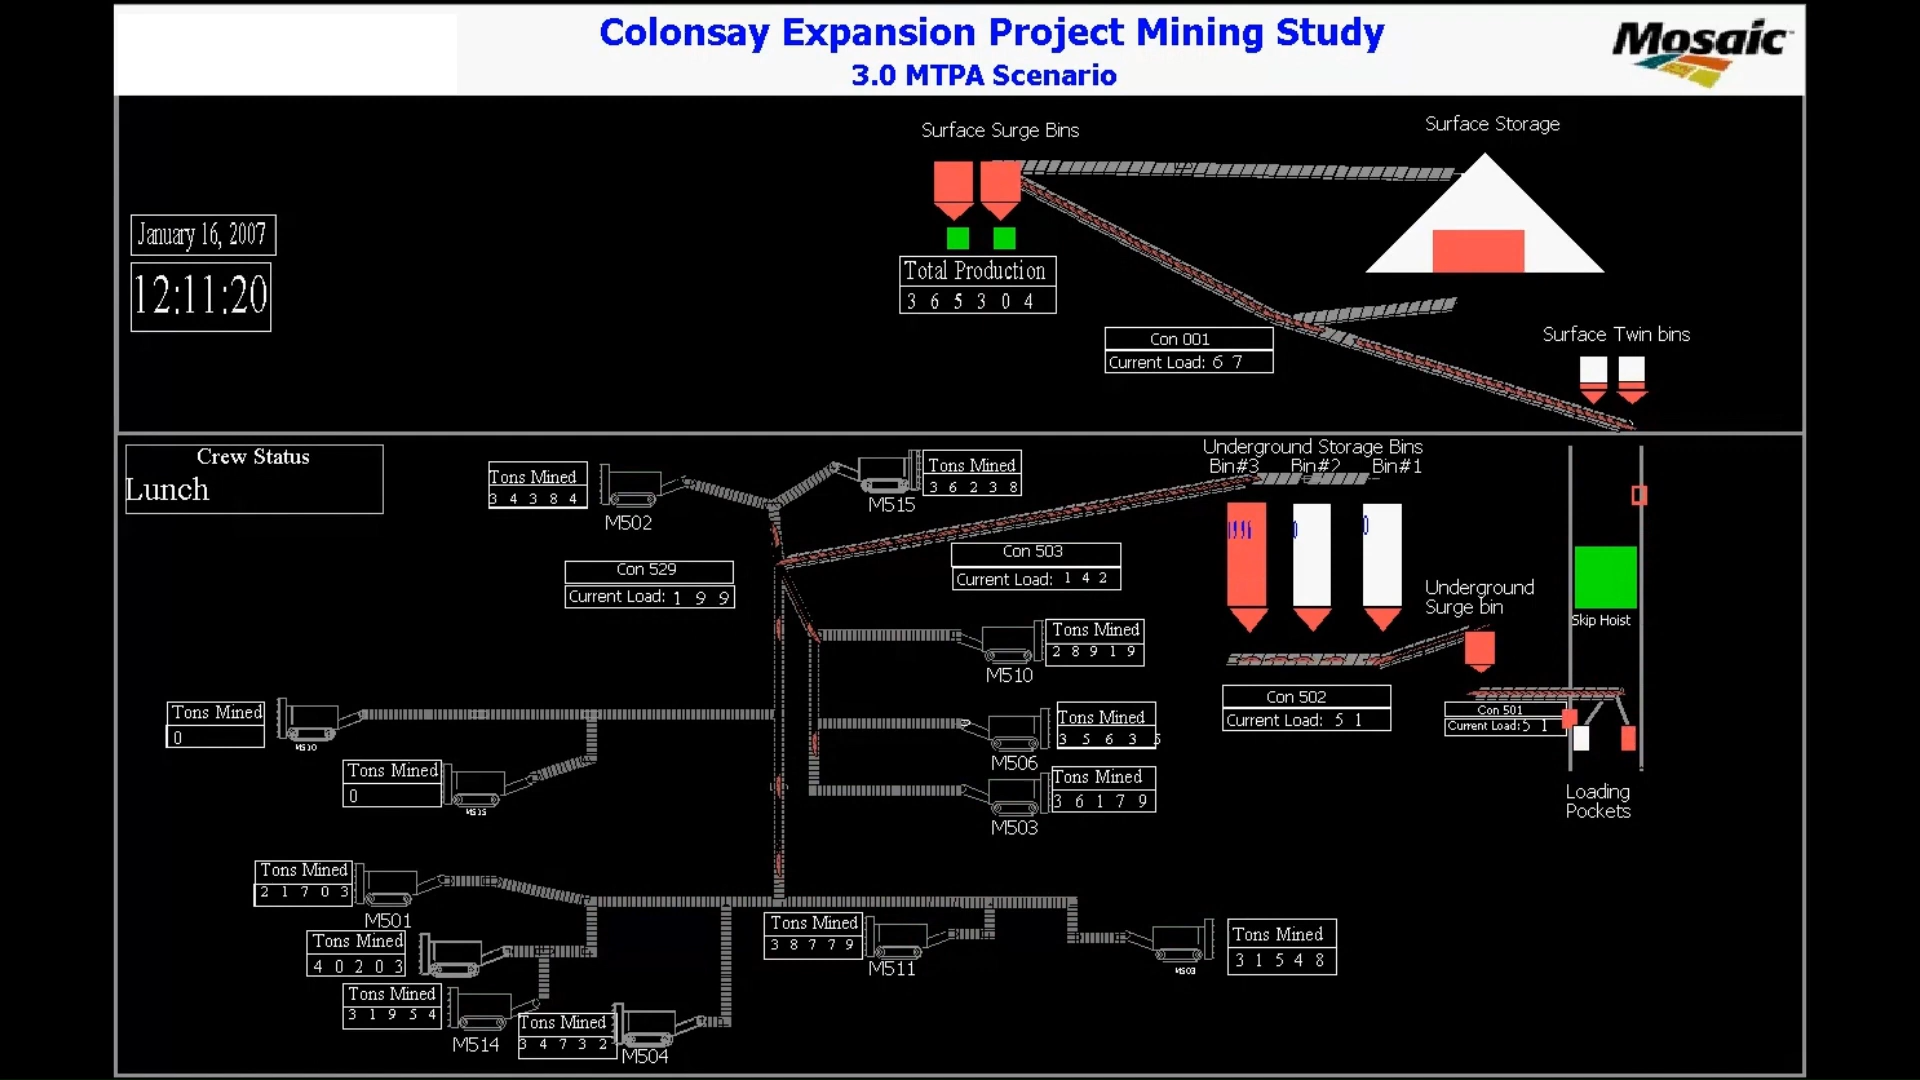 Colonsay Expansion Project Mining Study
3.0 MTPA Scenario
Mosaic
Surface Surge Bins
Surface Storage
January 16, 2007
12:11:20
Total Production
3 6 5 3 0 4
Con 001
Current Load: 6 7
Surface Twin bins
Crew Status
Lunch
Tons Mined
3 4 3 8 4
M502
Tons Mined
3 6 2 3 8
M515
Underground Storage Bins
Bin#3 Bin#2 Bin#1
0
0
Con 529
Current Load: 1 9 9
Con 503
Current Load: 1 4 2
Underground
Surge bin
Skip Hoist
Tons Mined
2 8 9 1 9
M510
Con 502
Current Load: 5 1
Con 501
Current Load: 5 1
Tons Mined
0
Tons Mined
3 5 6 3 5
M506
Tons Mined
0
Tons Mined
3 6 1 7 9
M503
Loading
Pockets
Tons Mined
2 1 7 0 3
M501
Tons Mined
4 0 2 0 3
Tons Mined
3 8 7 7 9
M511
Tons Mined
3 1 5 4 8
Tons Mined
3 1 9 5 4
M514
Tons Mined
3 4 7 3 2
M504